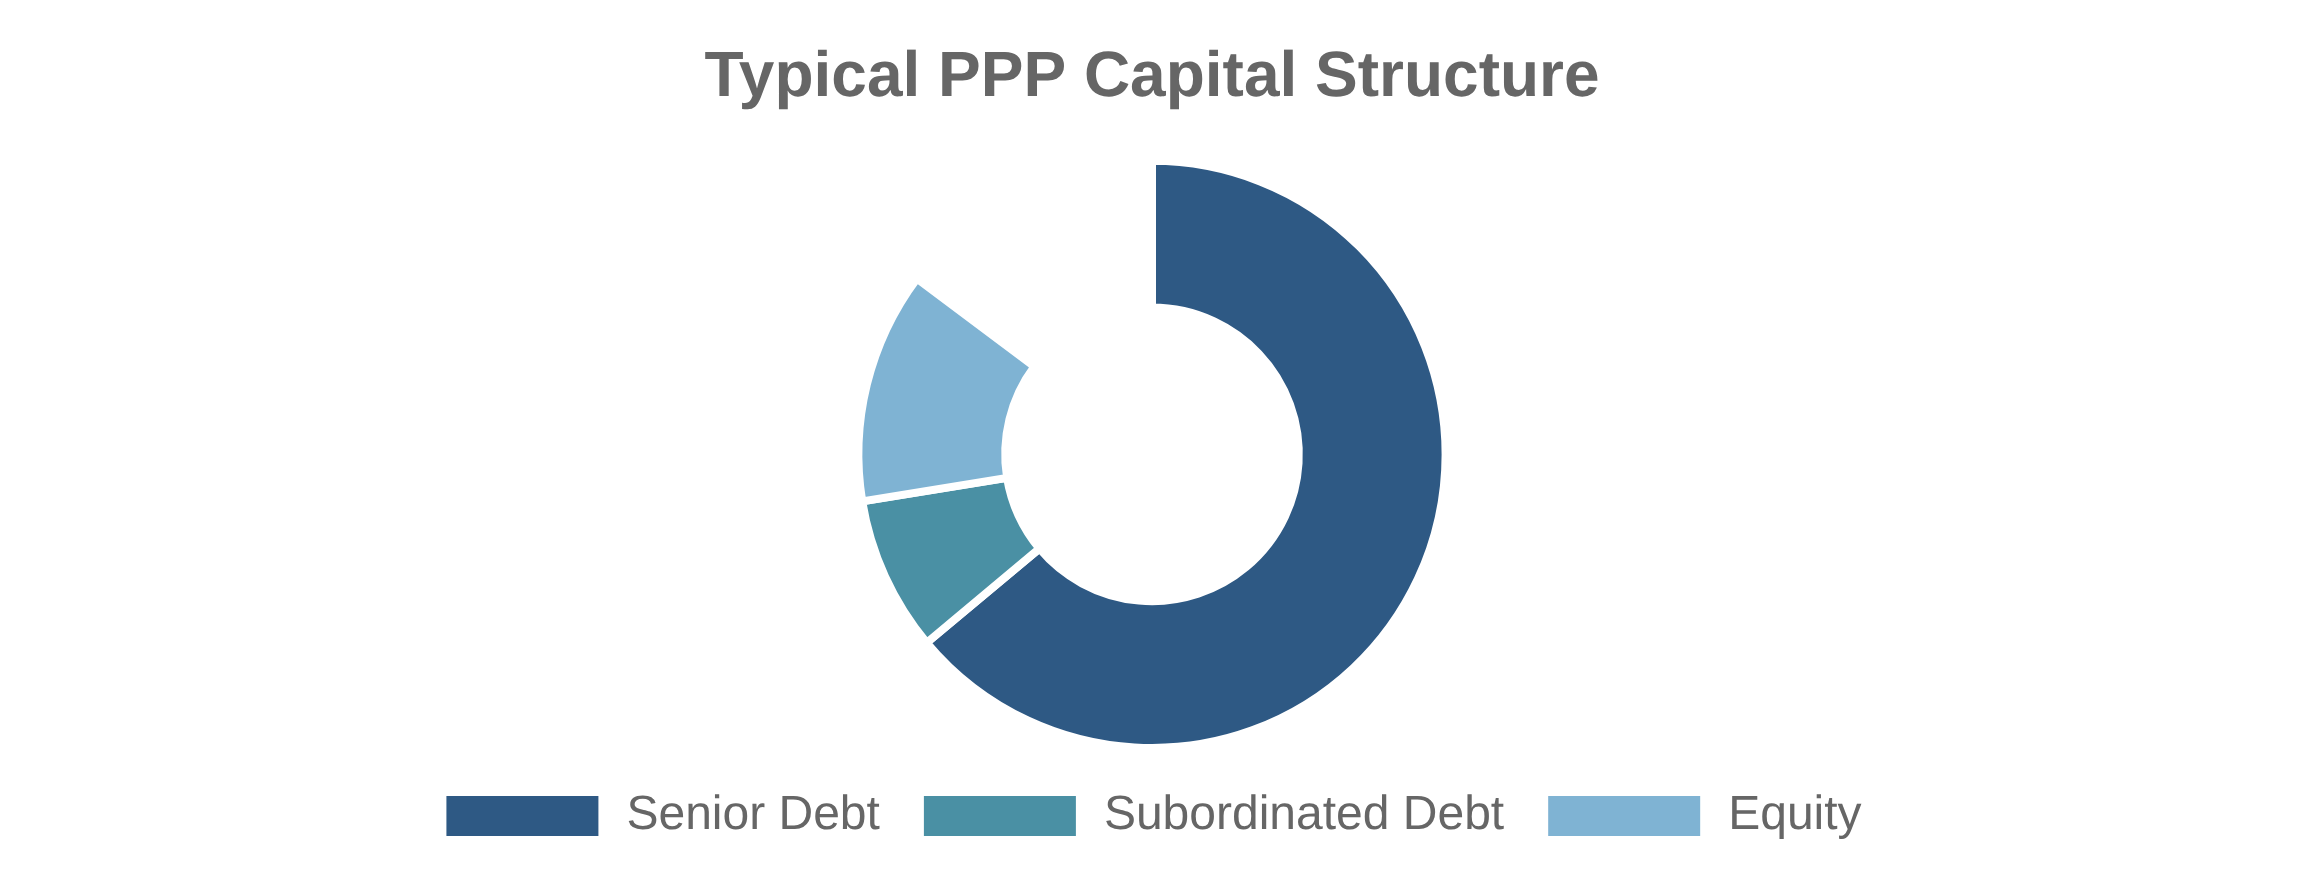 Typical PPP Capital Structure
Senior Debt
Subordinated Debt
Equity